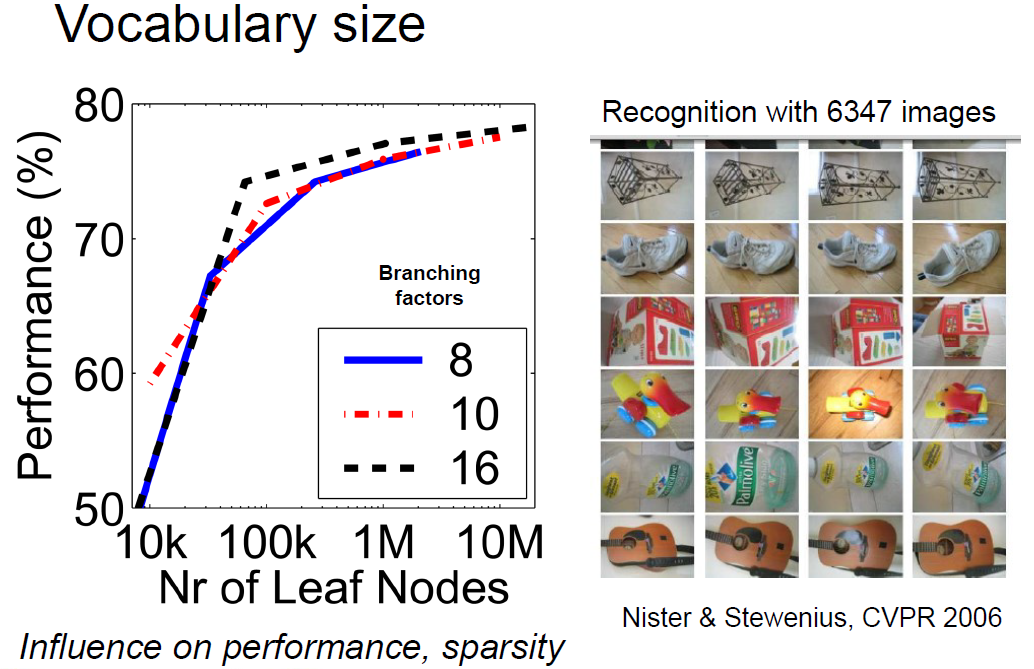 Vocabulary size
80
70
60
50
Performance (%)
10k 100k 1M 10M
Nr of Leaf Nodes
Branching
factors
8
10
16
Influence on performance, sparsity
Recognition with 6347 images
Palmolive
Nister & Stewenius, CVPR 2006